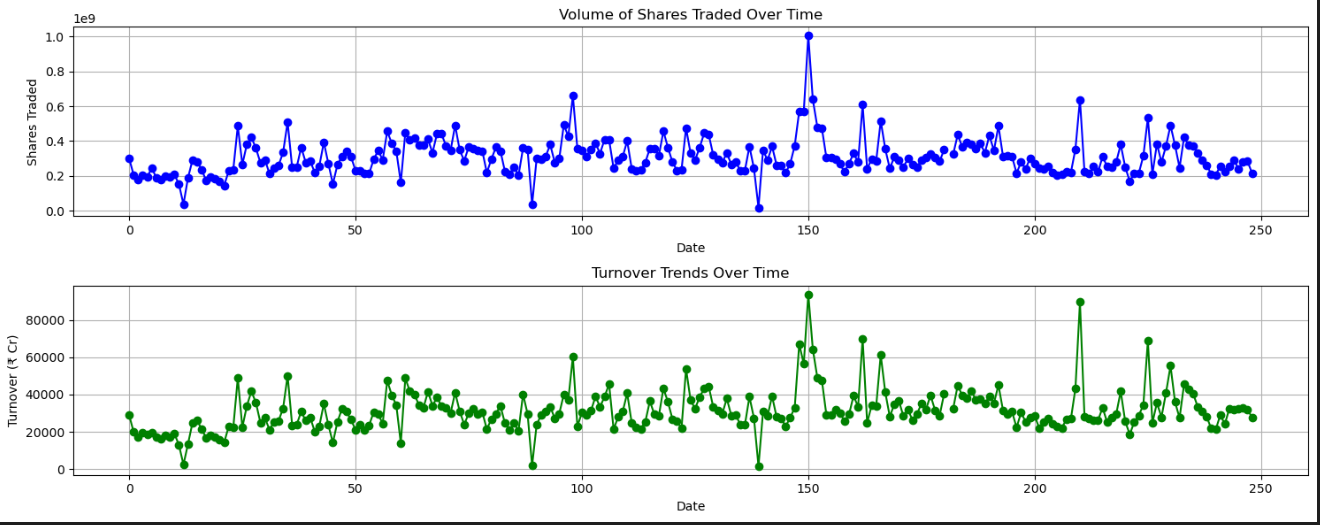 Volume of Shares Traded Over Time
1e9
1.0
0.8
0.6
0.4
0.2
0.0
Shares Traded
0 50 100 150 200 250
Date
Turnover Trends Over Time
80000
60000
40000
20000
0
Turnover (₹ Cr)
0 50 100 150 200 250
Date